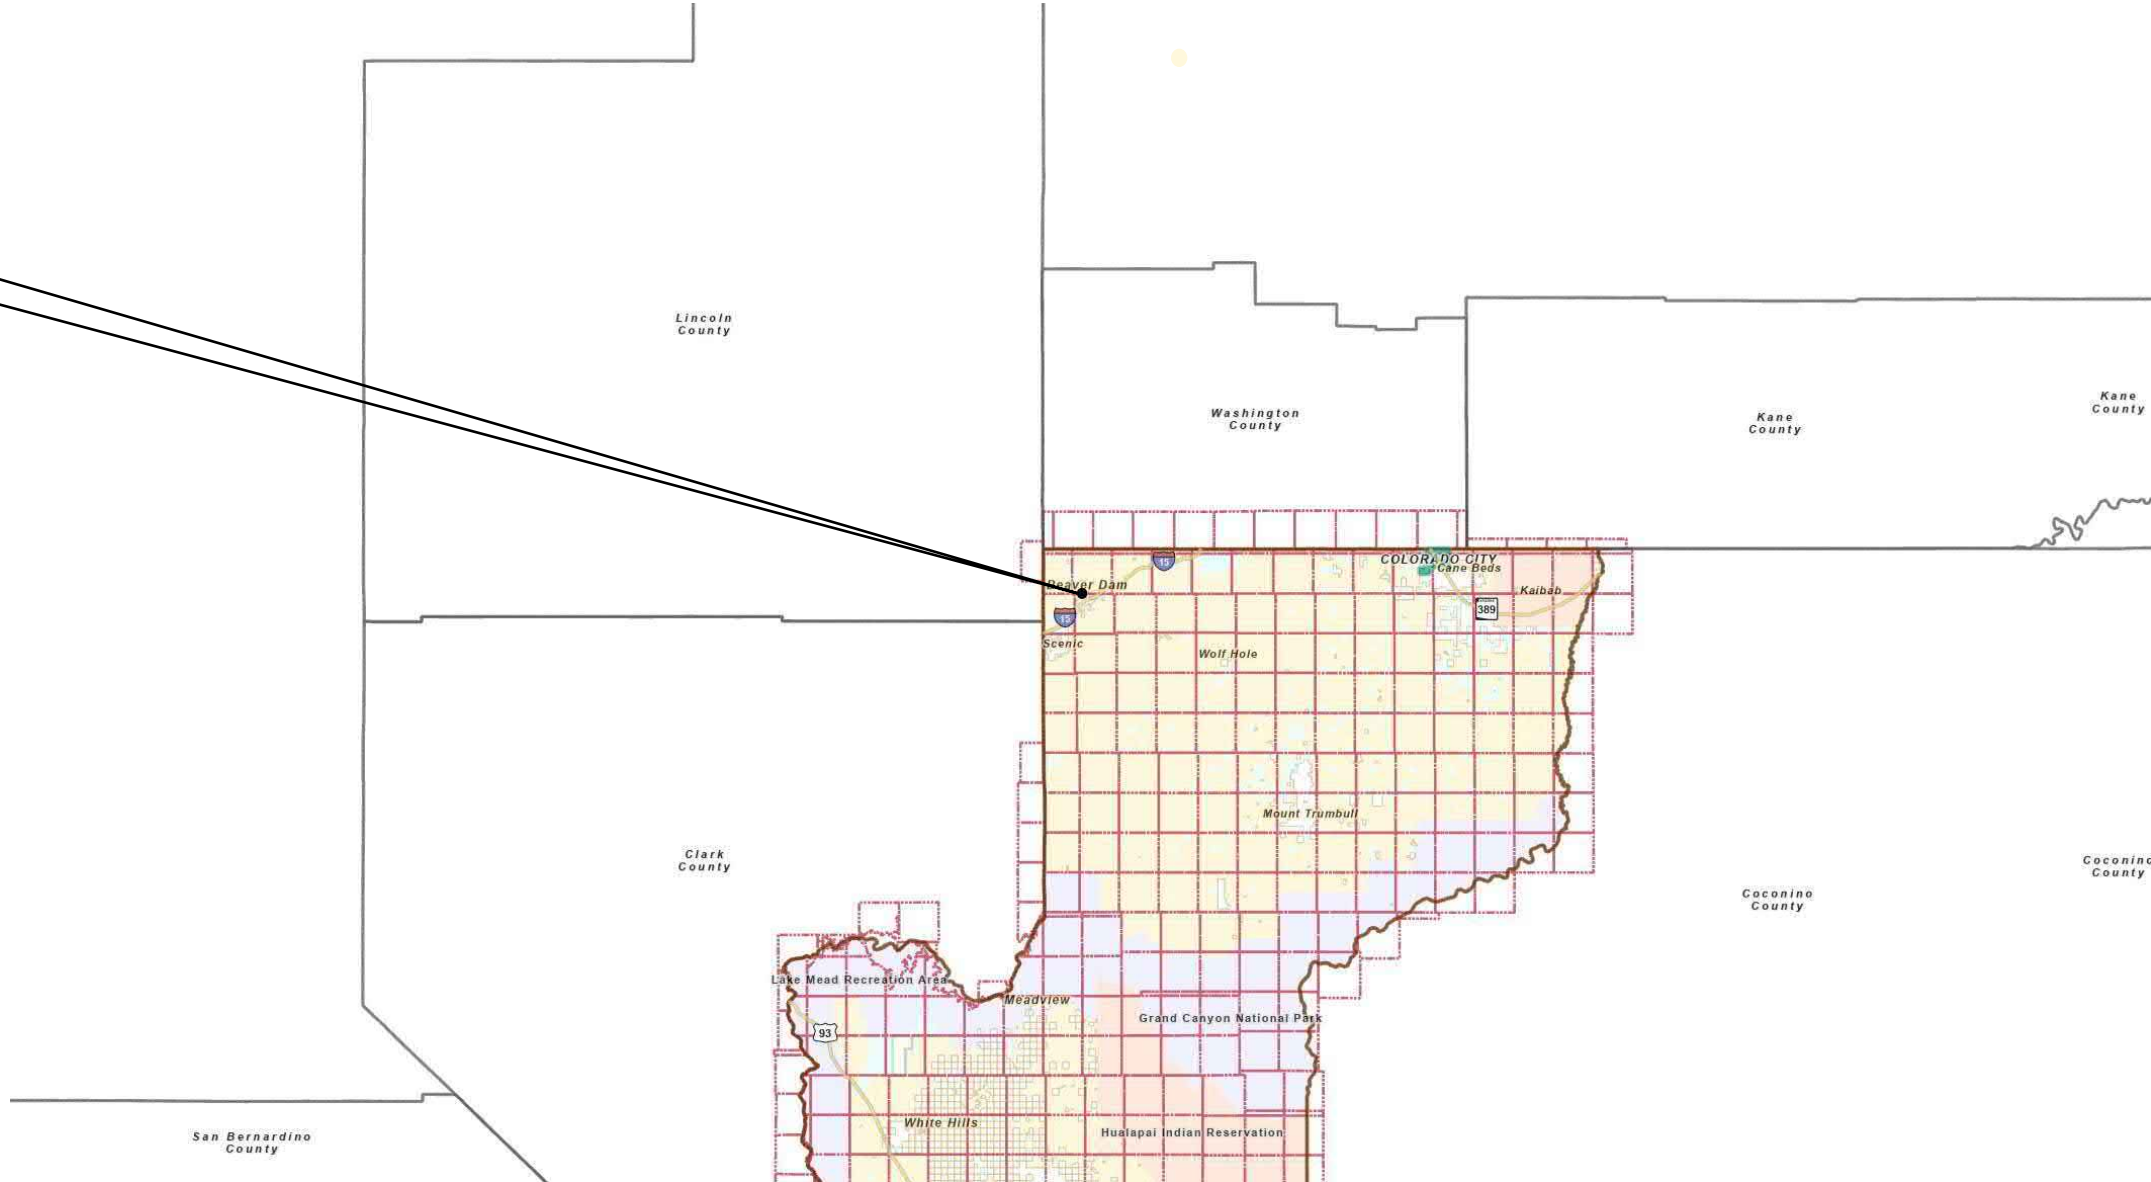 Lincoln
County
Washington
County
Kane
County
Kane
County
15
COLORADO CITY
Cane Beds
Beaver Dam
Kaibab
389
15
Scenic
Wolf Hole
Mount Trumbull
Clark
County
Coconino
County
Coconino
County
Lake Mead Recreation Area
Meadview
Grand Canyon National Park
93
White Hills
Hualapai Indian Reservation
San Bernardino
County